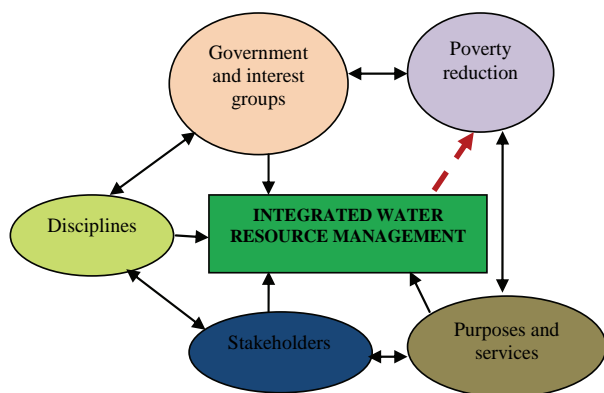 Government
and interest
groups
Poverty
reduction
Disciplines
INTEGRATED WATER
RESOURCE MANAGEMENT
Stakeholders
Purposes and
services